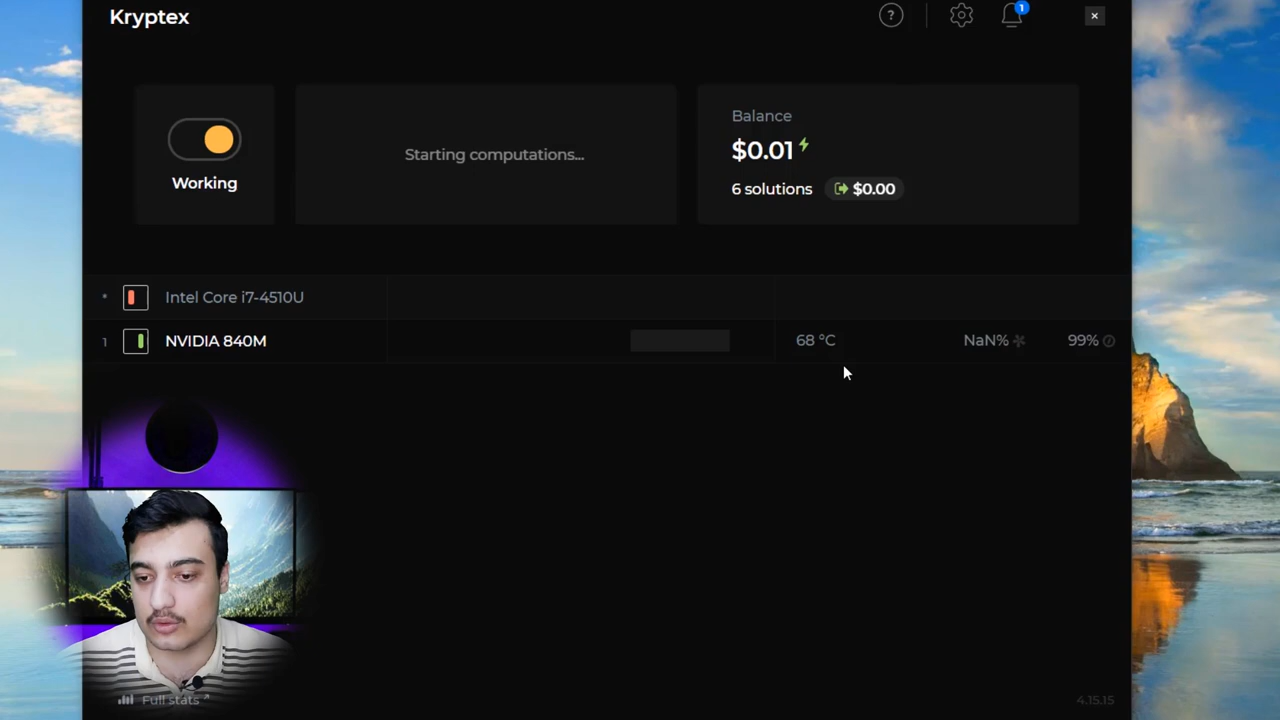 Kryptex
?
1
×
Working
Starting computations...
Balance
$0.01
6 solutions $0.00
* Intel Core i7-4510U
1 NVIDIA 840M 68 °C NaN% 99%
Full stats
4.15.15